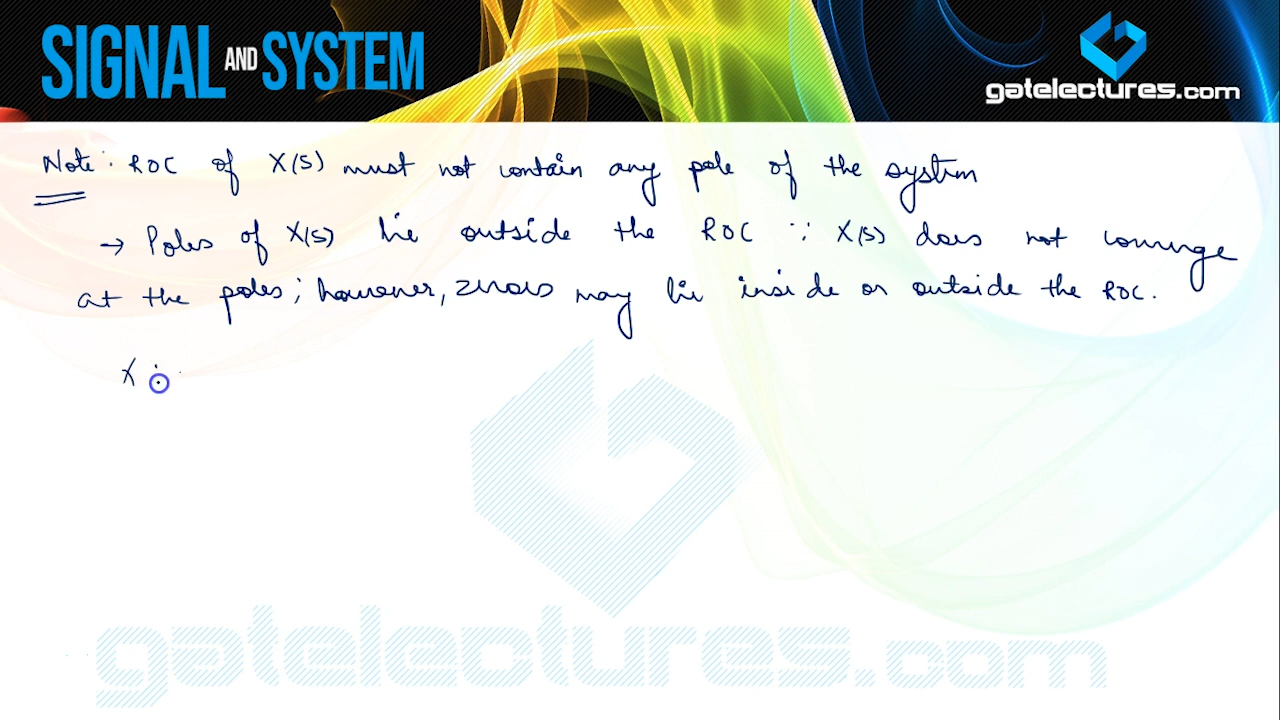 SIGNAL AND SYSTEM
gatelectures.com
Note: ROC of X(S) must not contain any pole of the system
→ Poles of X(S) lie outside the ROC ∵ X(S) does not converge
at the poles; however, zeroes may lie inside or outside the ROC.
X :
gatelectures.com